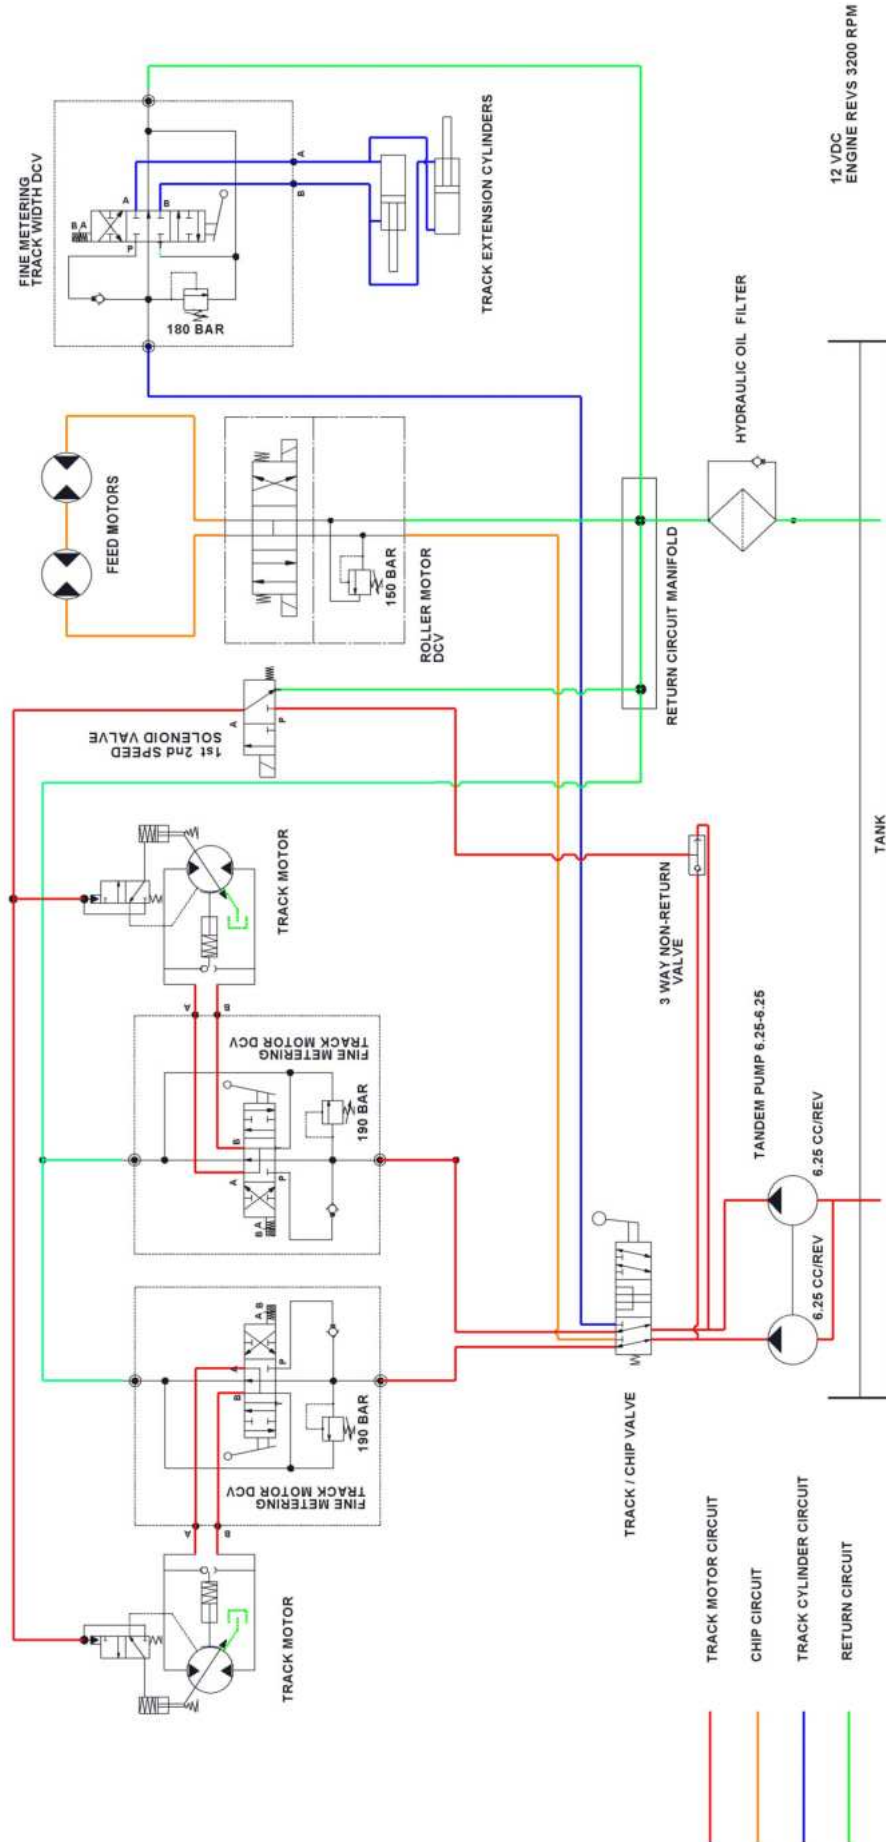 FINE METERING
TRACK WIDTH DCV
B A
A
B
P
180 BAR
A
B
TRACK EXTENSION CYLINDERS
12 VDC
ENGINE REVS 3200 RPM
FEED MOTORS
150 BAR
ROLLER MOTOR
DCV
HYDRAULIC OIL FILTER
RETURN CIRCUIT MANIFOLD
1st 2nd SPEED
SOLENOID VALVE
A
P
TRACK MOTOR
A
B
FINE METERING
TRACK MOTOR DCV
B A
A
B
P
190 BAR
3 WAY NON-RETURN
VALVE
TANDEM PUMP 6.25-6.25
6.25 CC/REV
6.25 CC/REV
TANK
FINE METERING
TRACK MOTOR DCV
A B
A
B
P
T
190 BAR
A
B
TRACK MOTOR
TRACK / CHIP VALVE
TRACK MOTOR CIRCUIT
CHIP CIRCUIT
TRACK CYLINDER CIRCUIT
RETURN CIRCUIT